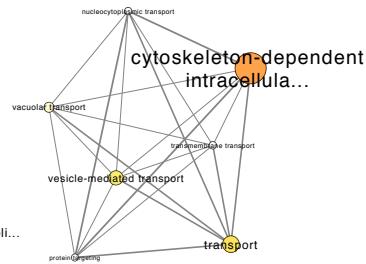 nucleocytoplasmic transport
cytoskeleton-dependent
intracellula...
vacuolar transport
transmembrane transport
vesicle-mediated transport
li...
transport
protein targeting